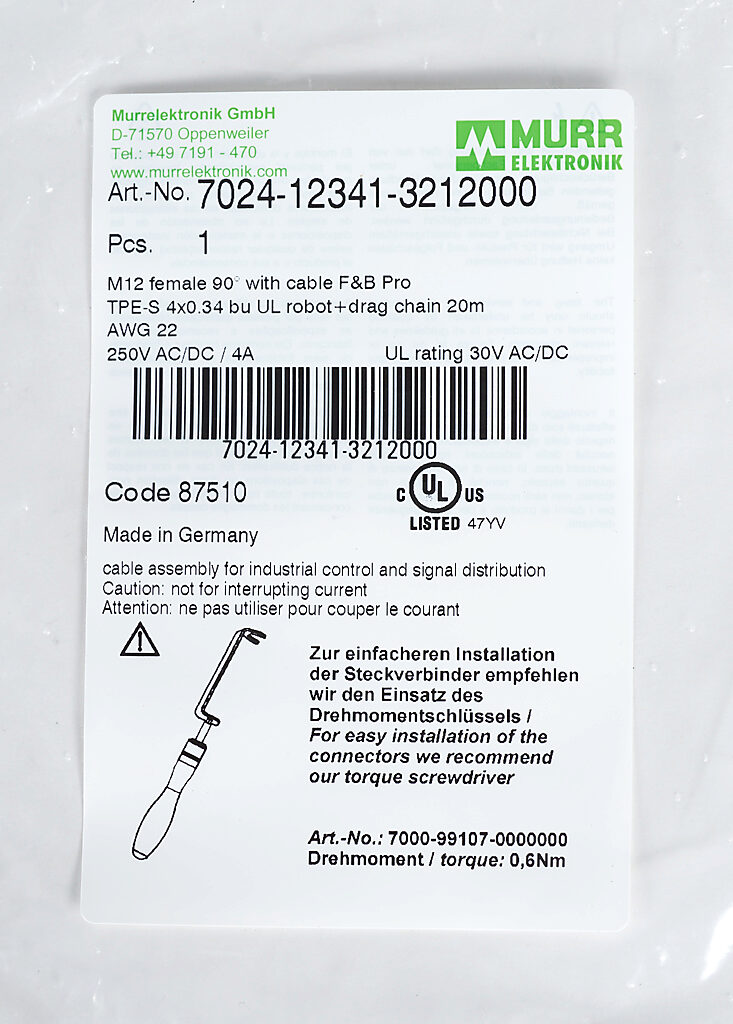 Murrelektronik GmbH
D-71570 Oppenweiler
Tel.: +49 7191 - 470
www.murrelektronik.com
MURR
ELEKTRONIK
Art.-No. 7024-12341-3212000
Pcs. 1
M12 female 90° with cable F&B Pro
TPE-S 4x0.34 bu UL robot+drag chain 20m
AWG 22
250V AC/DC / 4A UL rating 30V AC/DC
7024-12341-3212000
Code 87510
C UL US
LISTED 47YV
Made in Germany
cable assembly for industrial control and signal distribution
Caution: not for interrupting current
Attention: ne pas utiliser pour couper le courant
Zur einfacheren Installation
der Steckverbinder empfehlen
wir den Einsatz des
Drehmomentschlüssels /
For easy installation of the
connectors we recommend
our torque screwdriver
Art.-No.: 7000-99107-0000000
Drehmoment / torque: 0,6Nm